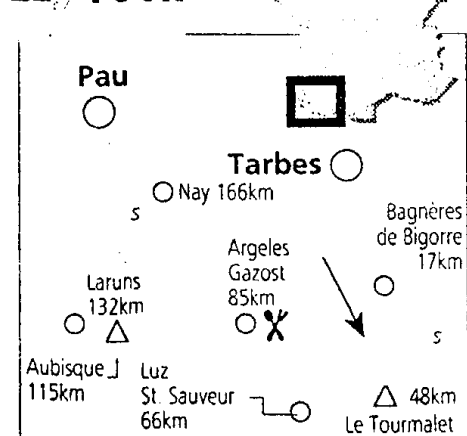 Pau
Tarbes
Nay 166km
s
Bagnères
de Bigorre
17km
Argeles
Gazost
85km
Laruns
132km
s
Aubisque
115km
Luz
St. Sauveur
66km
48km
Le Tourmalet